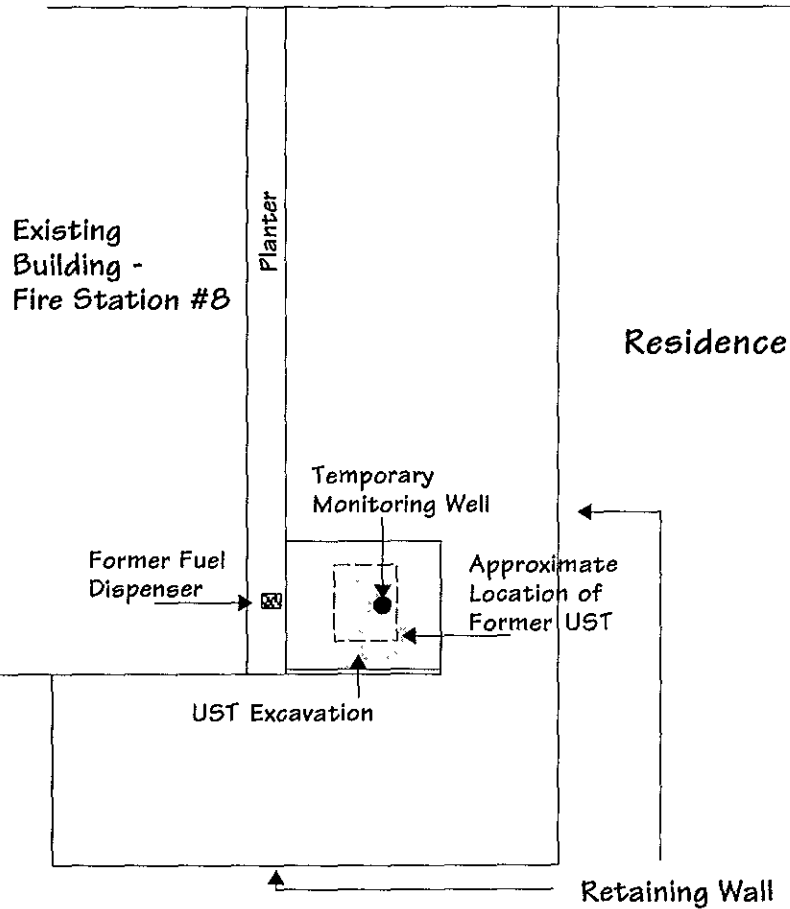 Existing
Building -
Fire Station #8
Planter
Residence
Temporary
Monitoring Well
Former Fuel
Dispenser
Approximate
Location of
Former UST
UST Excavation
Retaining Wall